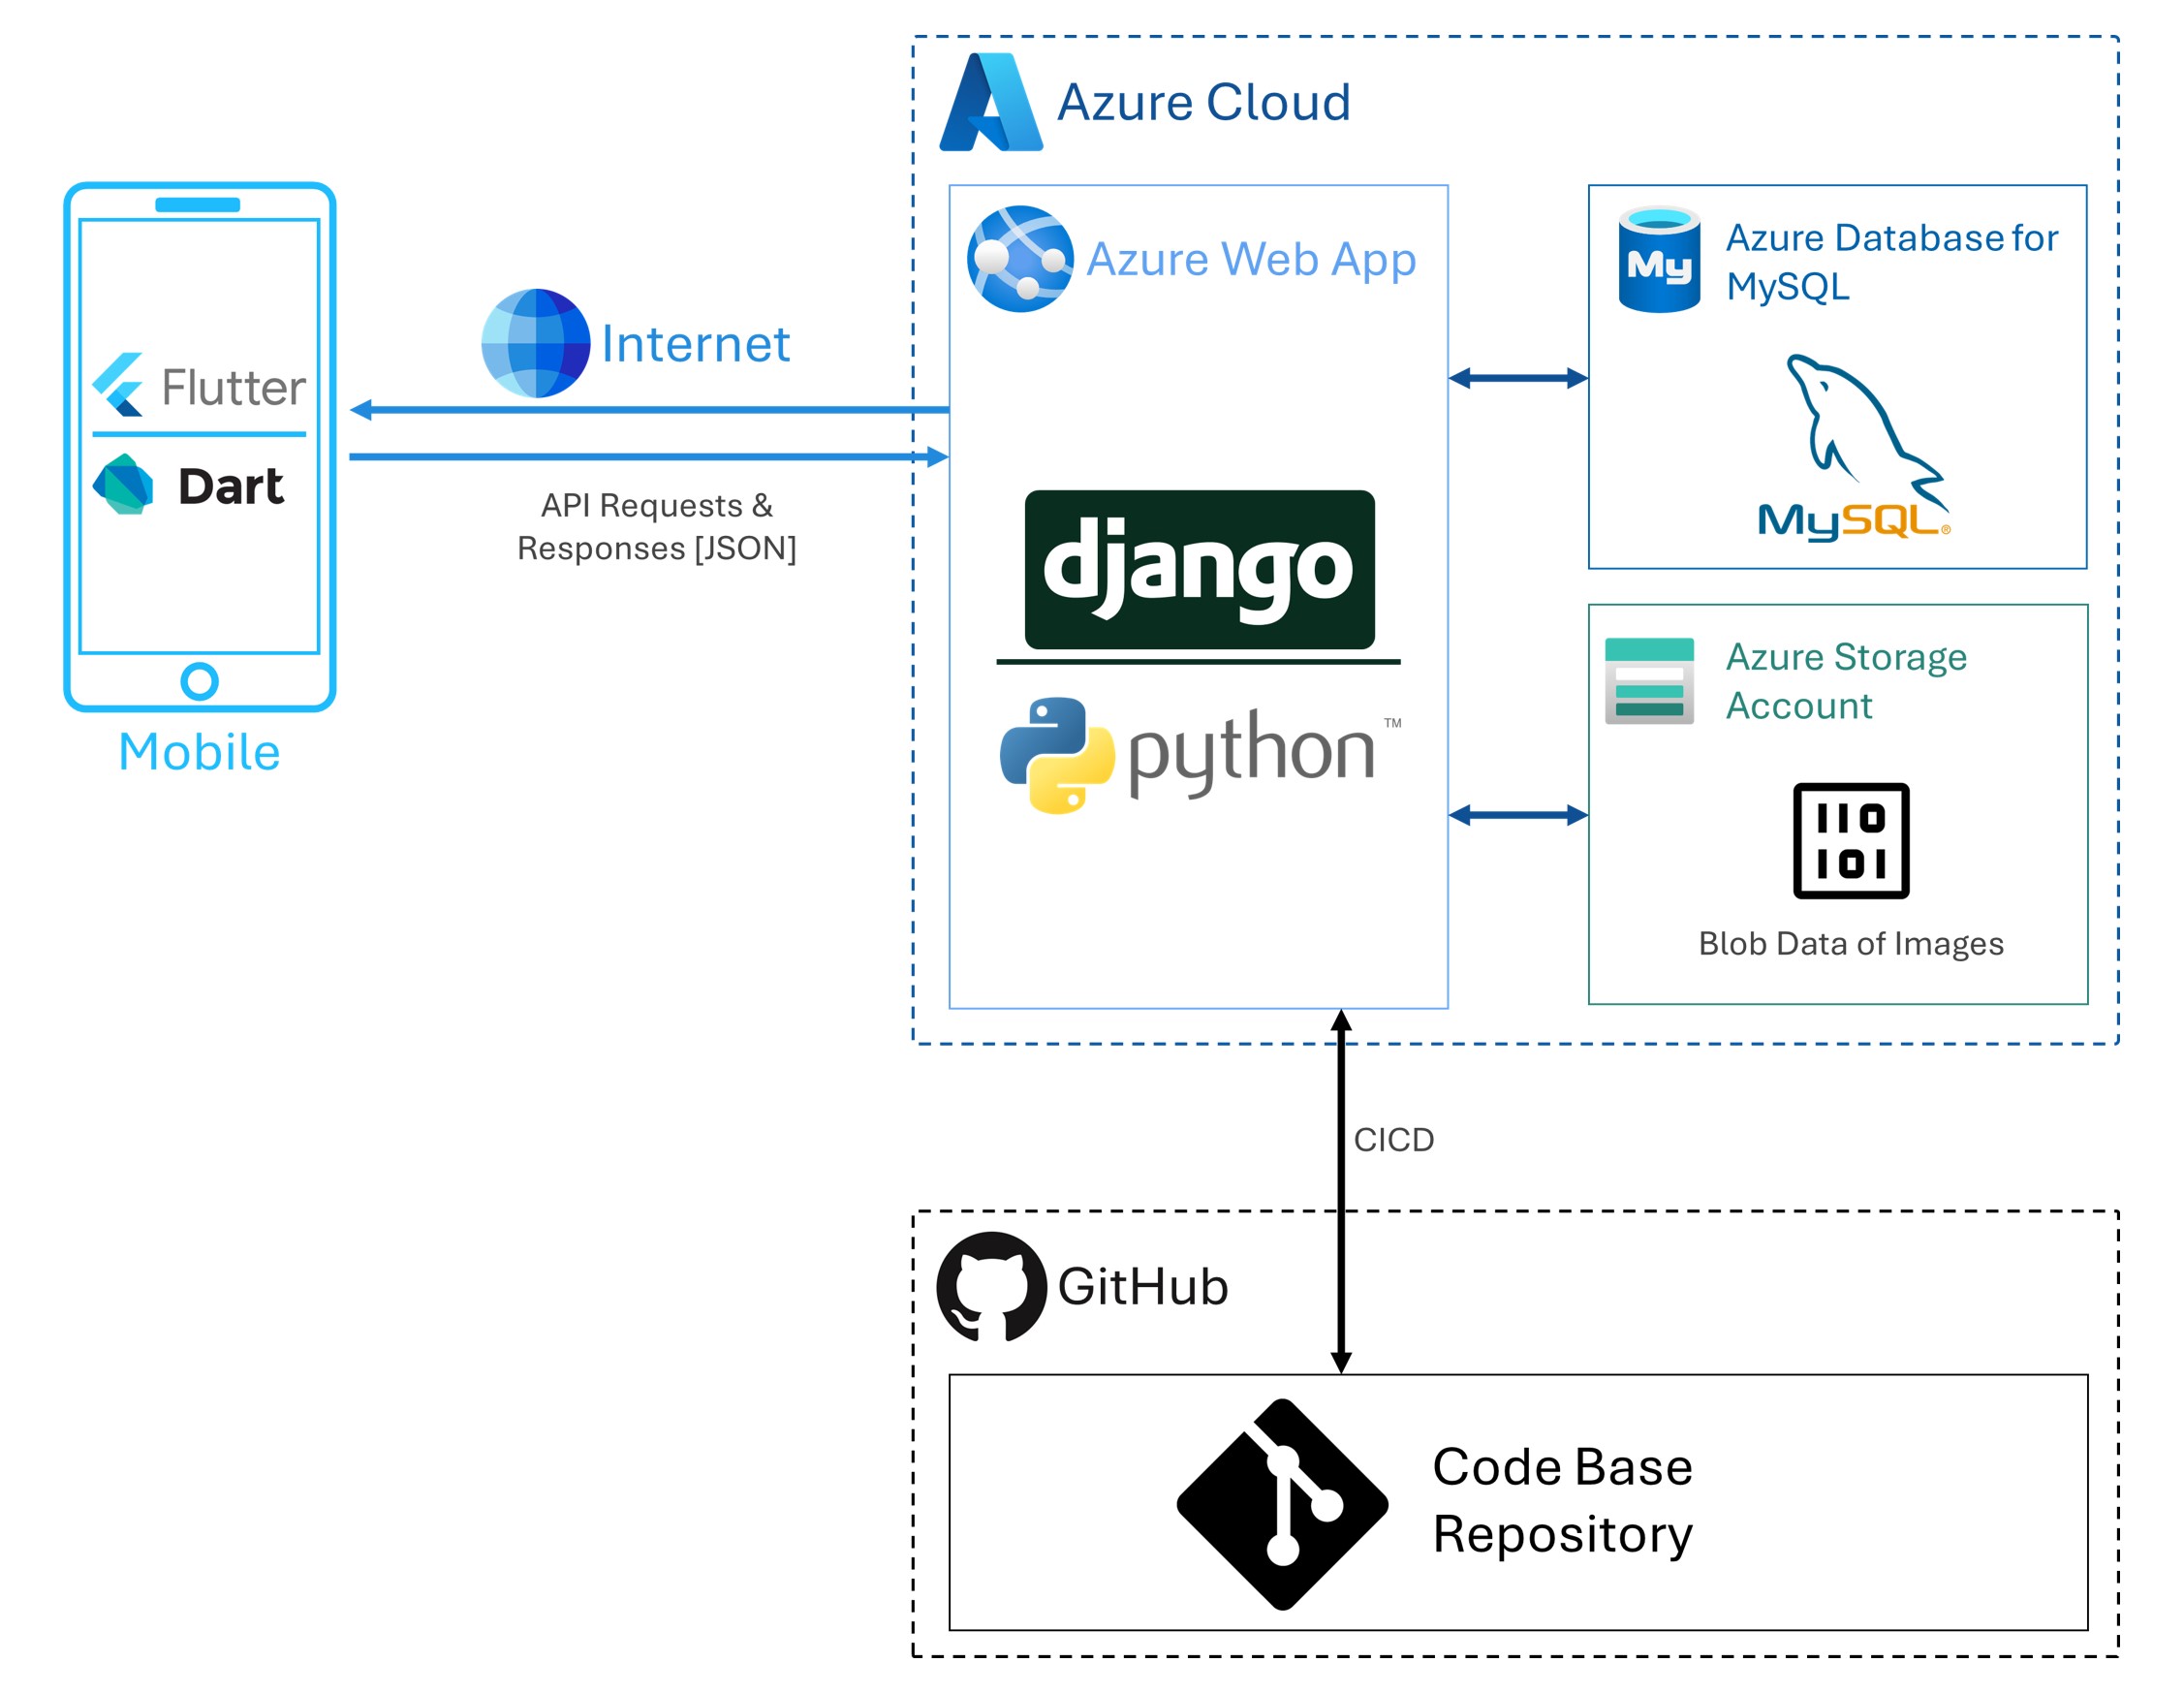 Azure Cloud
Azure Web App
Azure Database for
MySQL
My
Internet
Flutter
Dart
API Requests &
Responses [JSON]
django
MySQL®
Azure Storage
Account
python™
Mobile
110
101
Blob Data of Images
CICD
GitHub
Code Base
Repository